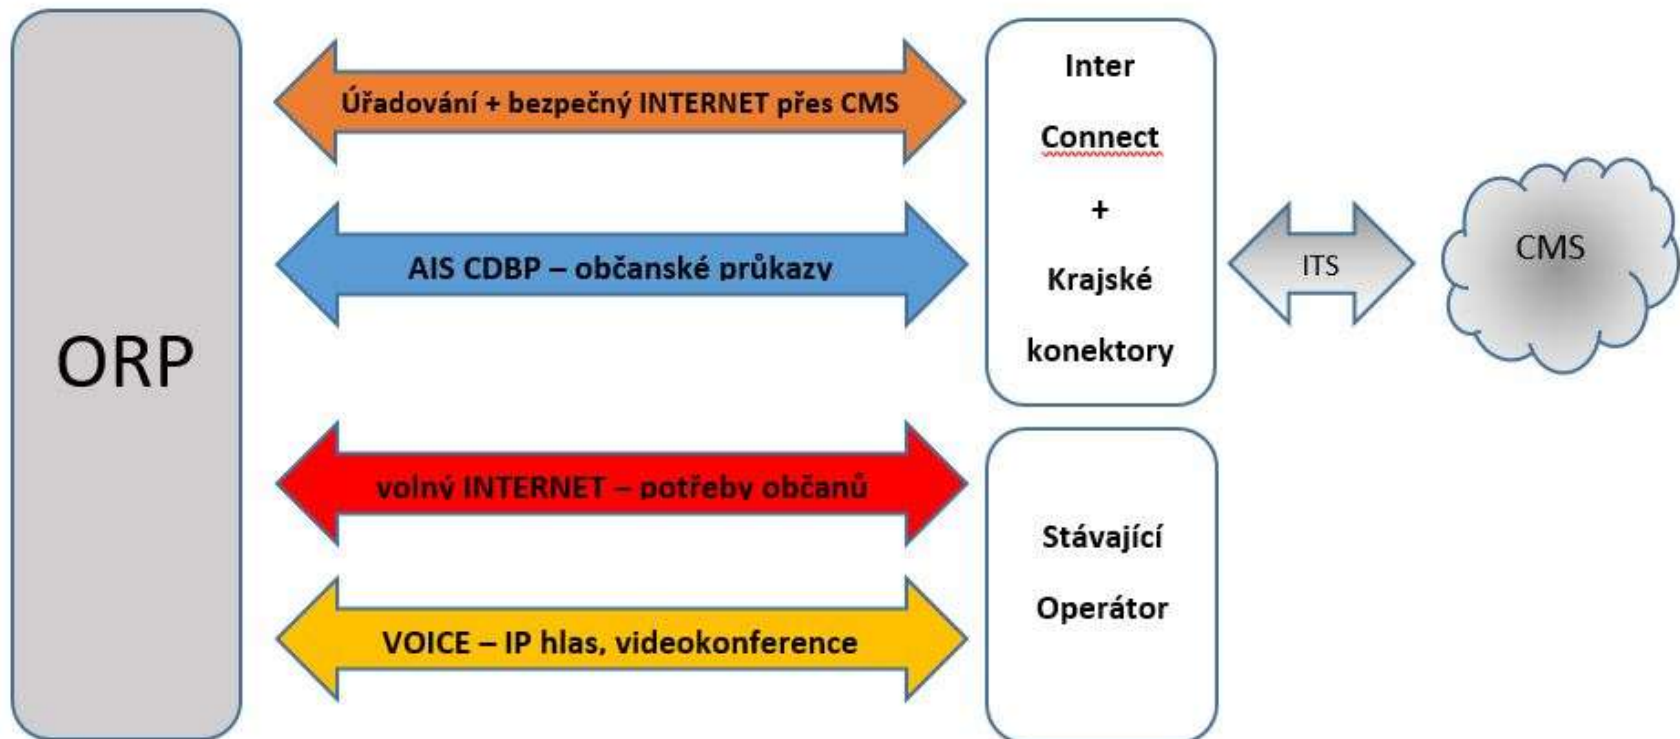 ORP
Úřadování + bezpečný INTERNET přes CMS
AIS CDBP – občanské průkazy
volný INTERNET – potřeby občanů
VOICE – IP hlas, videokonference
Inter
Connect
+
Krajské
konektory
ITS
CMS
Stávající
Operátor